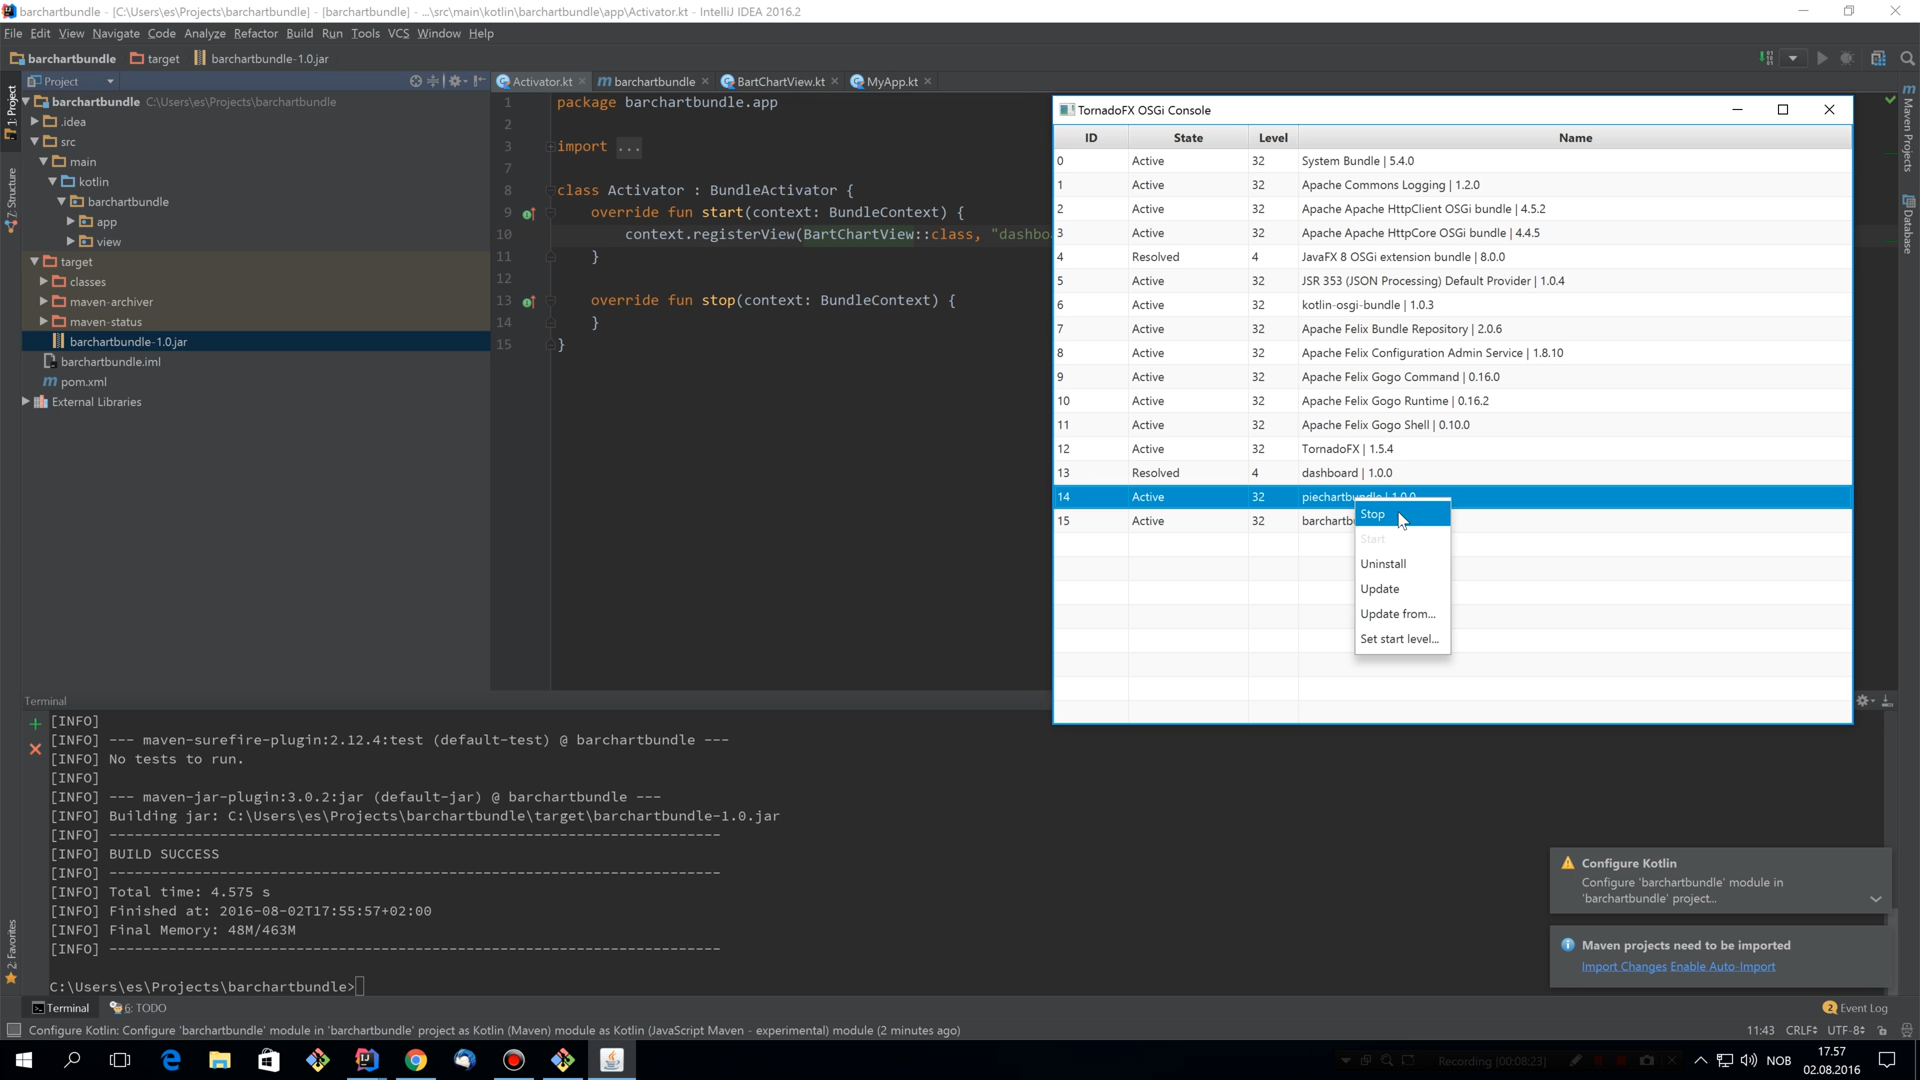 barchartbundle - [C:\Users\es\Projects\barchartbundle] - [barchartbundle] - ...\src\main\kotlin\barchartbundle\app\Activator.kt - IntelliJ IDEA 2016.2
File Edit View Navigate Code Analyze Refactor Build Run Tools VCS Window Help
barchartbundle target barchartbundle-1.0.jar
Project
Activator.kt barchartbundle BartChartView.kt MyApp.kt
1: Project
7: Structure
2: Favorites
Maven Projects
Database
barchartbundle C:\Users\es\Projects\barchartbundle
.idea
src
main
kotlin
barchartbundle
app
view
target
classes
maven-archiver
maven-status
barchartbundle-1.0.jar
barchartbundle.iml
pom.xml
External Libraries
1 package barchartbundle.app
2
3 import ...
7
8 class Activator : BundleActivator {
9 override fun start(context: BundleContext) {
10 context.registerView(BartChartView::class, "dashbo
11 }
12
13 override fun stop(context: BundleContext) {
14 }
15 }
TornadoFX OSGi Console
ID State Level Name
0 Active 32 System Bundle | 5.4.0
1 Active 32 Apache Commons Logging | 1.2.0
2 Active 32 Apache Apache HttpClient OSGi bundle | 4.5.2
3 Active 32 Apache Apache HttpCore OSGi bundle | 4.4.5
4 Resolved 4 JavaFX 8 OSGi extension bundle | 8.0.0
5 Active 32 JSR 353 (JSON Processing) Default Provider | 1.0.4
6 Active 32 kotlin-osgi-bundle | 1.0.3
7 Active 32 Apache Felix Bundle Repository | 2.0.6
8 Active 32 Apache Felix Configuration Admin Service | 1.8.10
9 Active 32 Apache Felix Gogo Command | 0.16.0
10 Active 32 Apache Felix Gogo Runtime | 0.16.2
11 Active 32 Apache Felix Gogo Shell | 0.10.0
12 Active 32 TornadoFX | 1.5.4
13 Resolved 4 dashboard | 1.0.0
14 Active 32 piechartbundle | 1.0.0
15 Active 32 barchartb
Stop
Start
Uninstall
Update
Update from...
Set start level...
Terminal
[INFO]
[INFO] --- maven-surefire-plugin:2.12.4:test (default-test) @ barchartbundle ---
[INFO] No tests to run.
[INFO]
[INFO] --- maven-jar-plugin:3.0.2:jar (default-jar) @ barchartbundle ---
[INFO] Building jar: C:\Users\es\Projects\barchartbundle\target\barchartbundle-1.0.jar
[INFO] ------------------------------------------------------------------------
[INFO] BUILD SUCCESS
[INFO] ------------------------------------------------------------------------
[INFO] Total time: 4.575 s
[INFO] Finished at: 2016-08-02T17:55:57+02:00
[INFO] Final Memory: 48M/463M
[INFO] ------------------------------------------------------------------------
C:\Users\es\Projects\barchartbundle>
Configure Kotlin
Configure 'barchartbundle' module in
'barchartbundle' project...
Maven projects need to be imported
Import Changes Enable Auto-Import
Terminal 6: TODO
2 Event Log
Configure Kotlin: Configure 'barchartbundle' module in 'barchartbundle' project as Kotlin (Maven) module as Kotlin (JavaScript Maven - experimental) module (2 minutes ago)
11:43 CRLF UTF-8
Recording [00:08:23]
NOB
17.57
02.08.2016